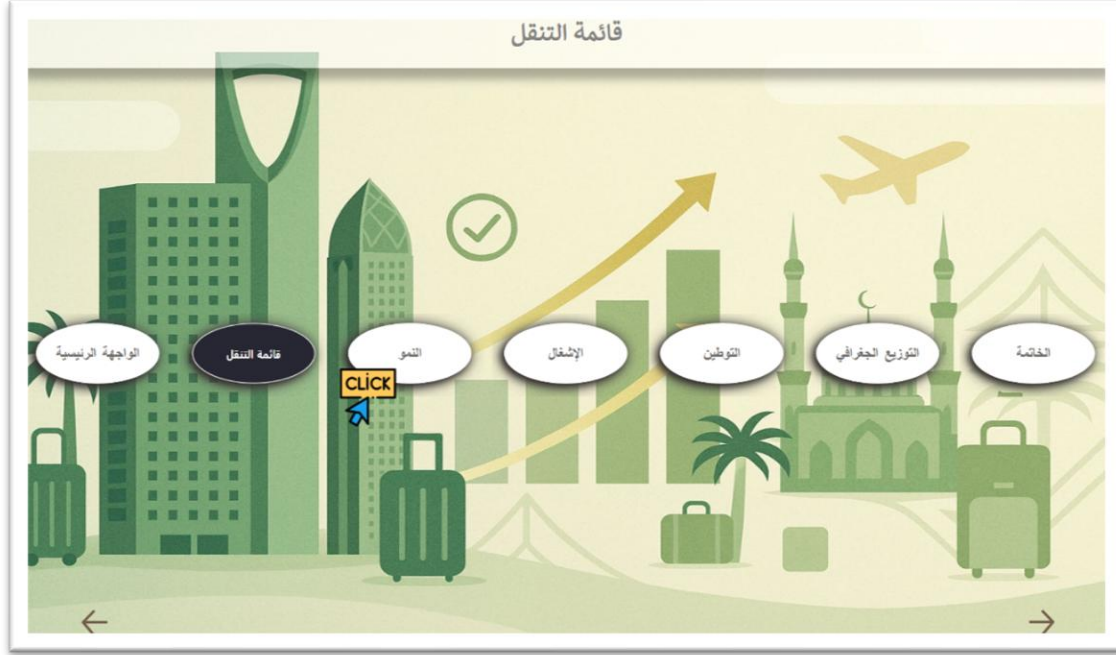 قائمة التنقل
الواجهة الرئيسية
قائمة التنقل
النمو
الإشغال
التوطين
التوزيع الجغرافي
الخاتمة
CLICK